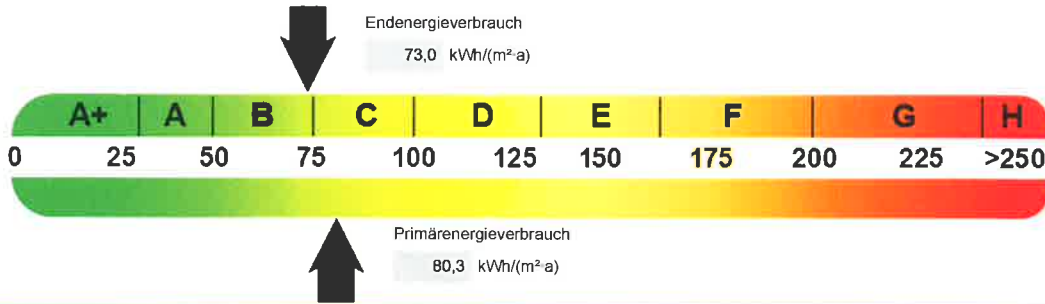 Endenergieverbrauch
73,0 kWh/(m²·a)
A+ A B C D E F G H
0 25 50 75 100 125 150 175 200 225 >250
Primärenergieverbrauch
80,3 kWh/(m²·a)